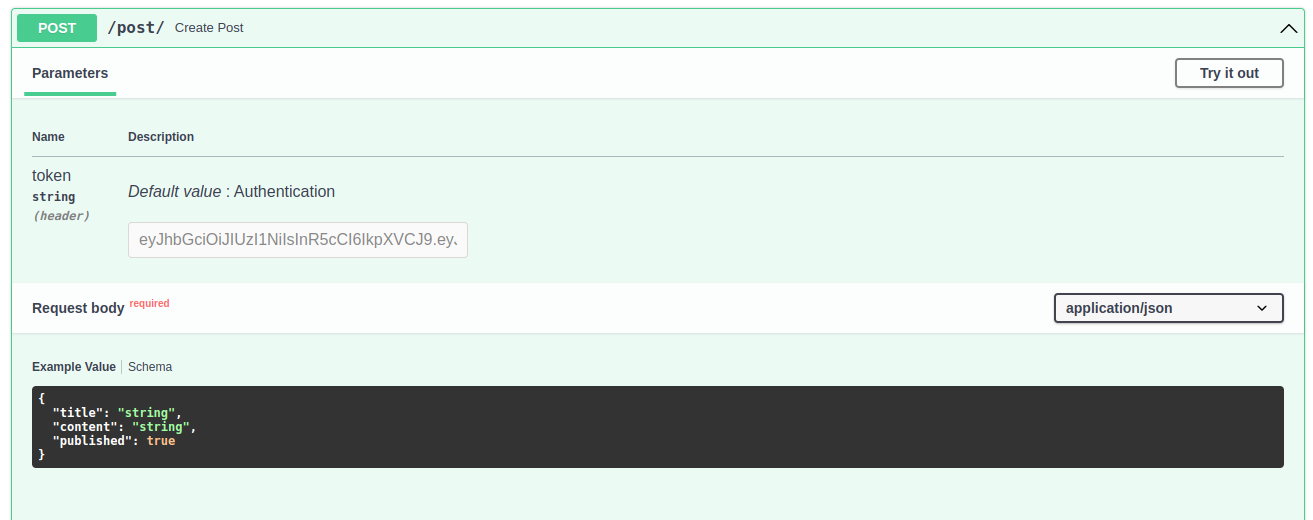 POST /post/ Create Post
Parameters
Try it out
Name Description
token
string
(header)
Default value : Authentication
eyJhbGciOiJIUzI1NiIsInR5cCI6IkpXVCJ9.ey
Request body required
application/json
Example Value Schema
{
  "title": "string",
  "content": "string",
  "published": true
}